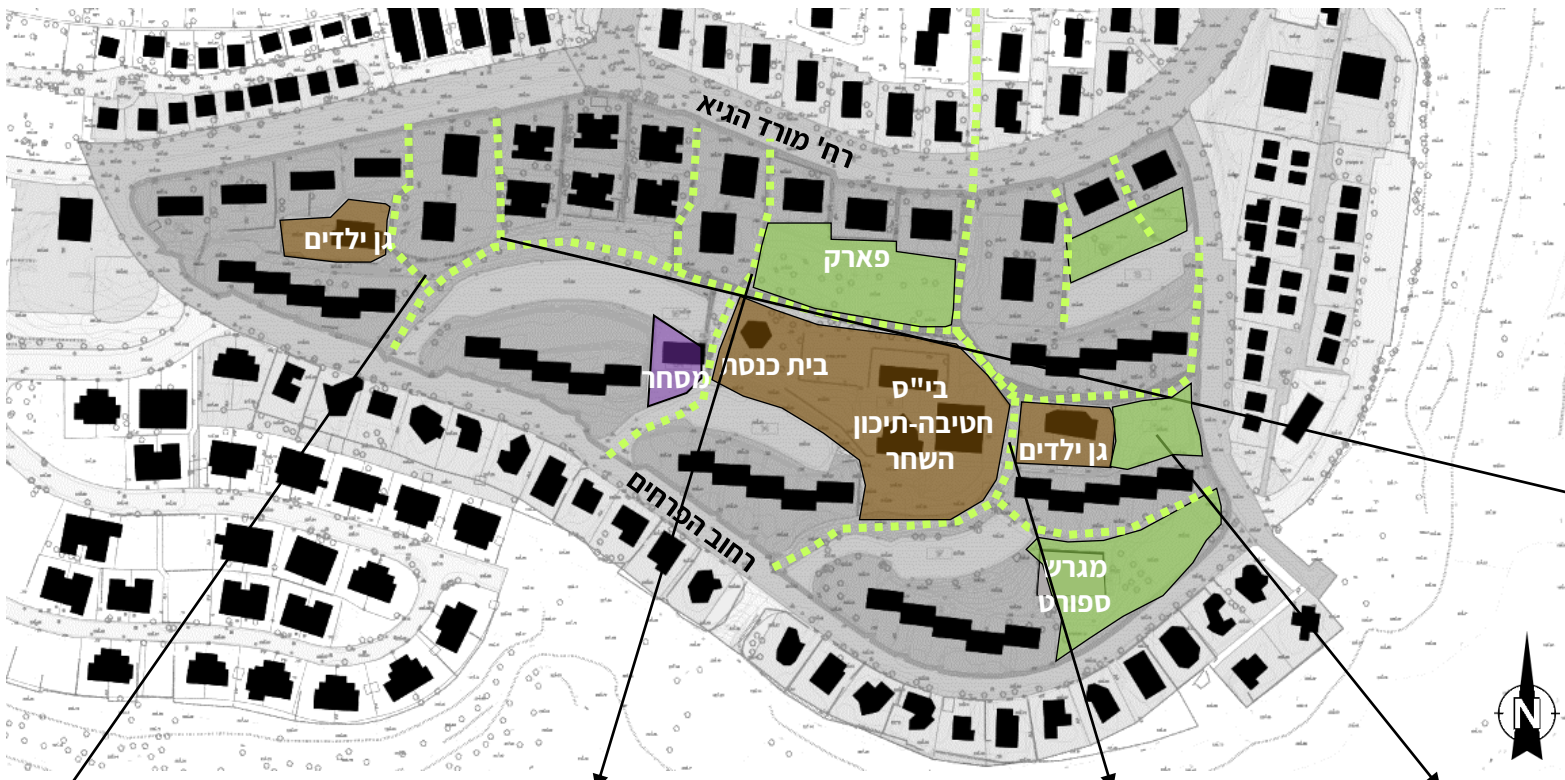 רח' מורד הגיא
גן ילדים
פארק
בית כנסת
מסחר
בי"ס
חטיבה-תיכון
השחר
גן ילדים
רחוב הפרחים
מגרש
ספורט
N